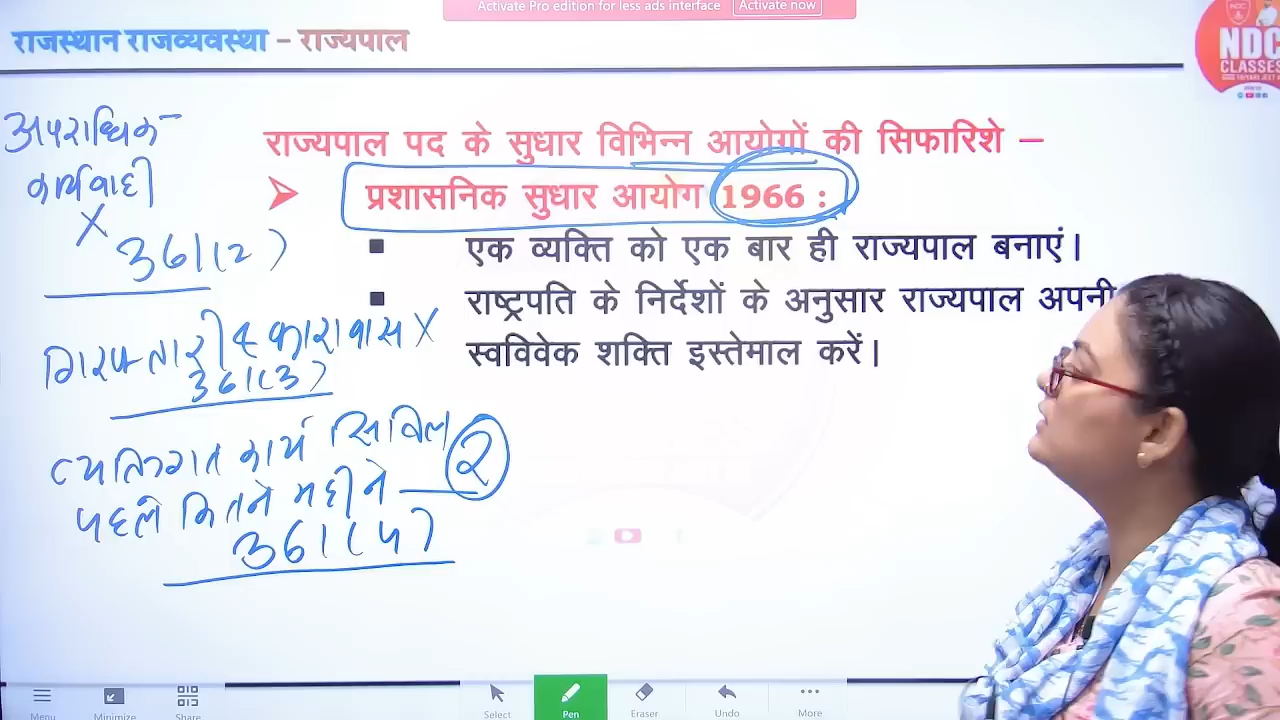 Activate Pro edition for less ads interface Activate now
राजस्थान राजव्यवस्था – राज्यपाल
NDC
CLASSES
राज्यपाल पद के सुधार विभिन्न आयोगों की सिफारिशे –
प्रशासनिक सुधार आयोग 1966 :
एक व्यक्ति को एक बार ही राज्यपाल बनाएं।
राष्ट्रपति के निर्देशों के अनुसार राज्यपाल अपनी
स्वविवेक शक्ति इस्तेमाल करें।
अपराधिक
कार्यवाही
X
361(2)
गिरफ्तारी व कारावास X
361(3)
व्यक्तिगत कार्य सिविल
पहले कितने महीने 2
361(4)
Menu Minimize Share Select Pen Eraser Undo More